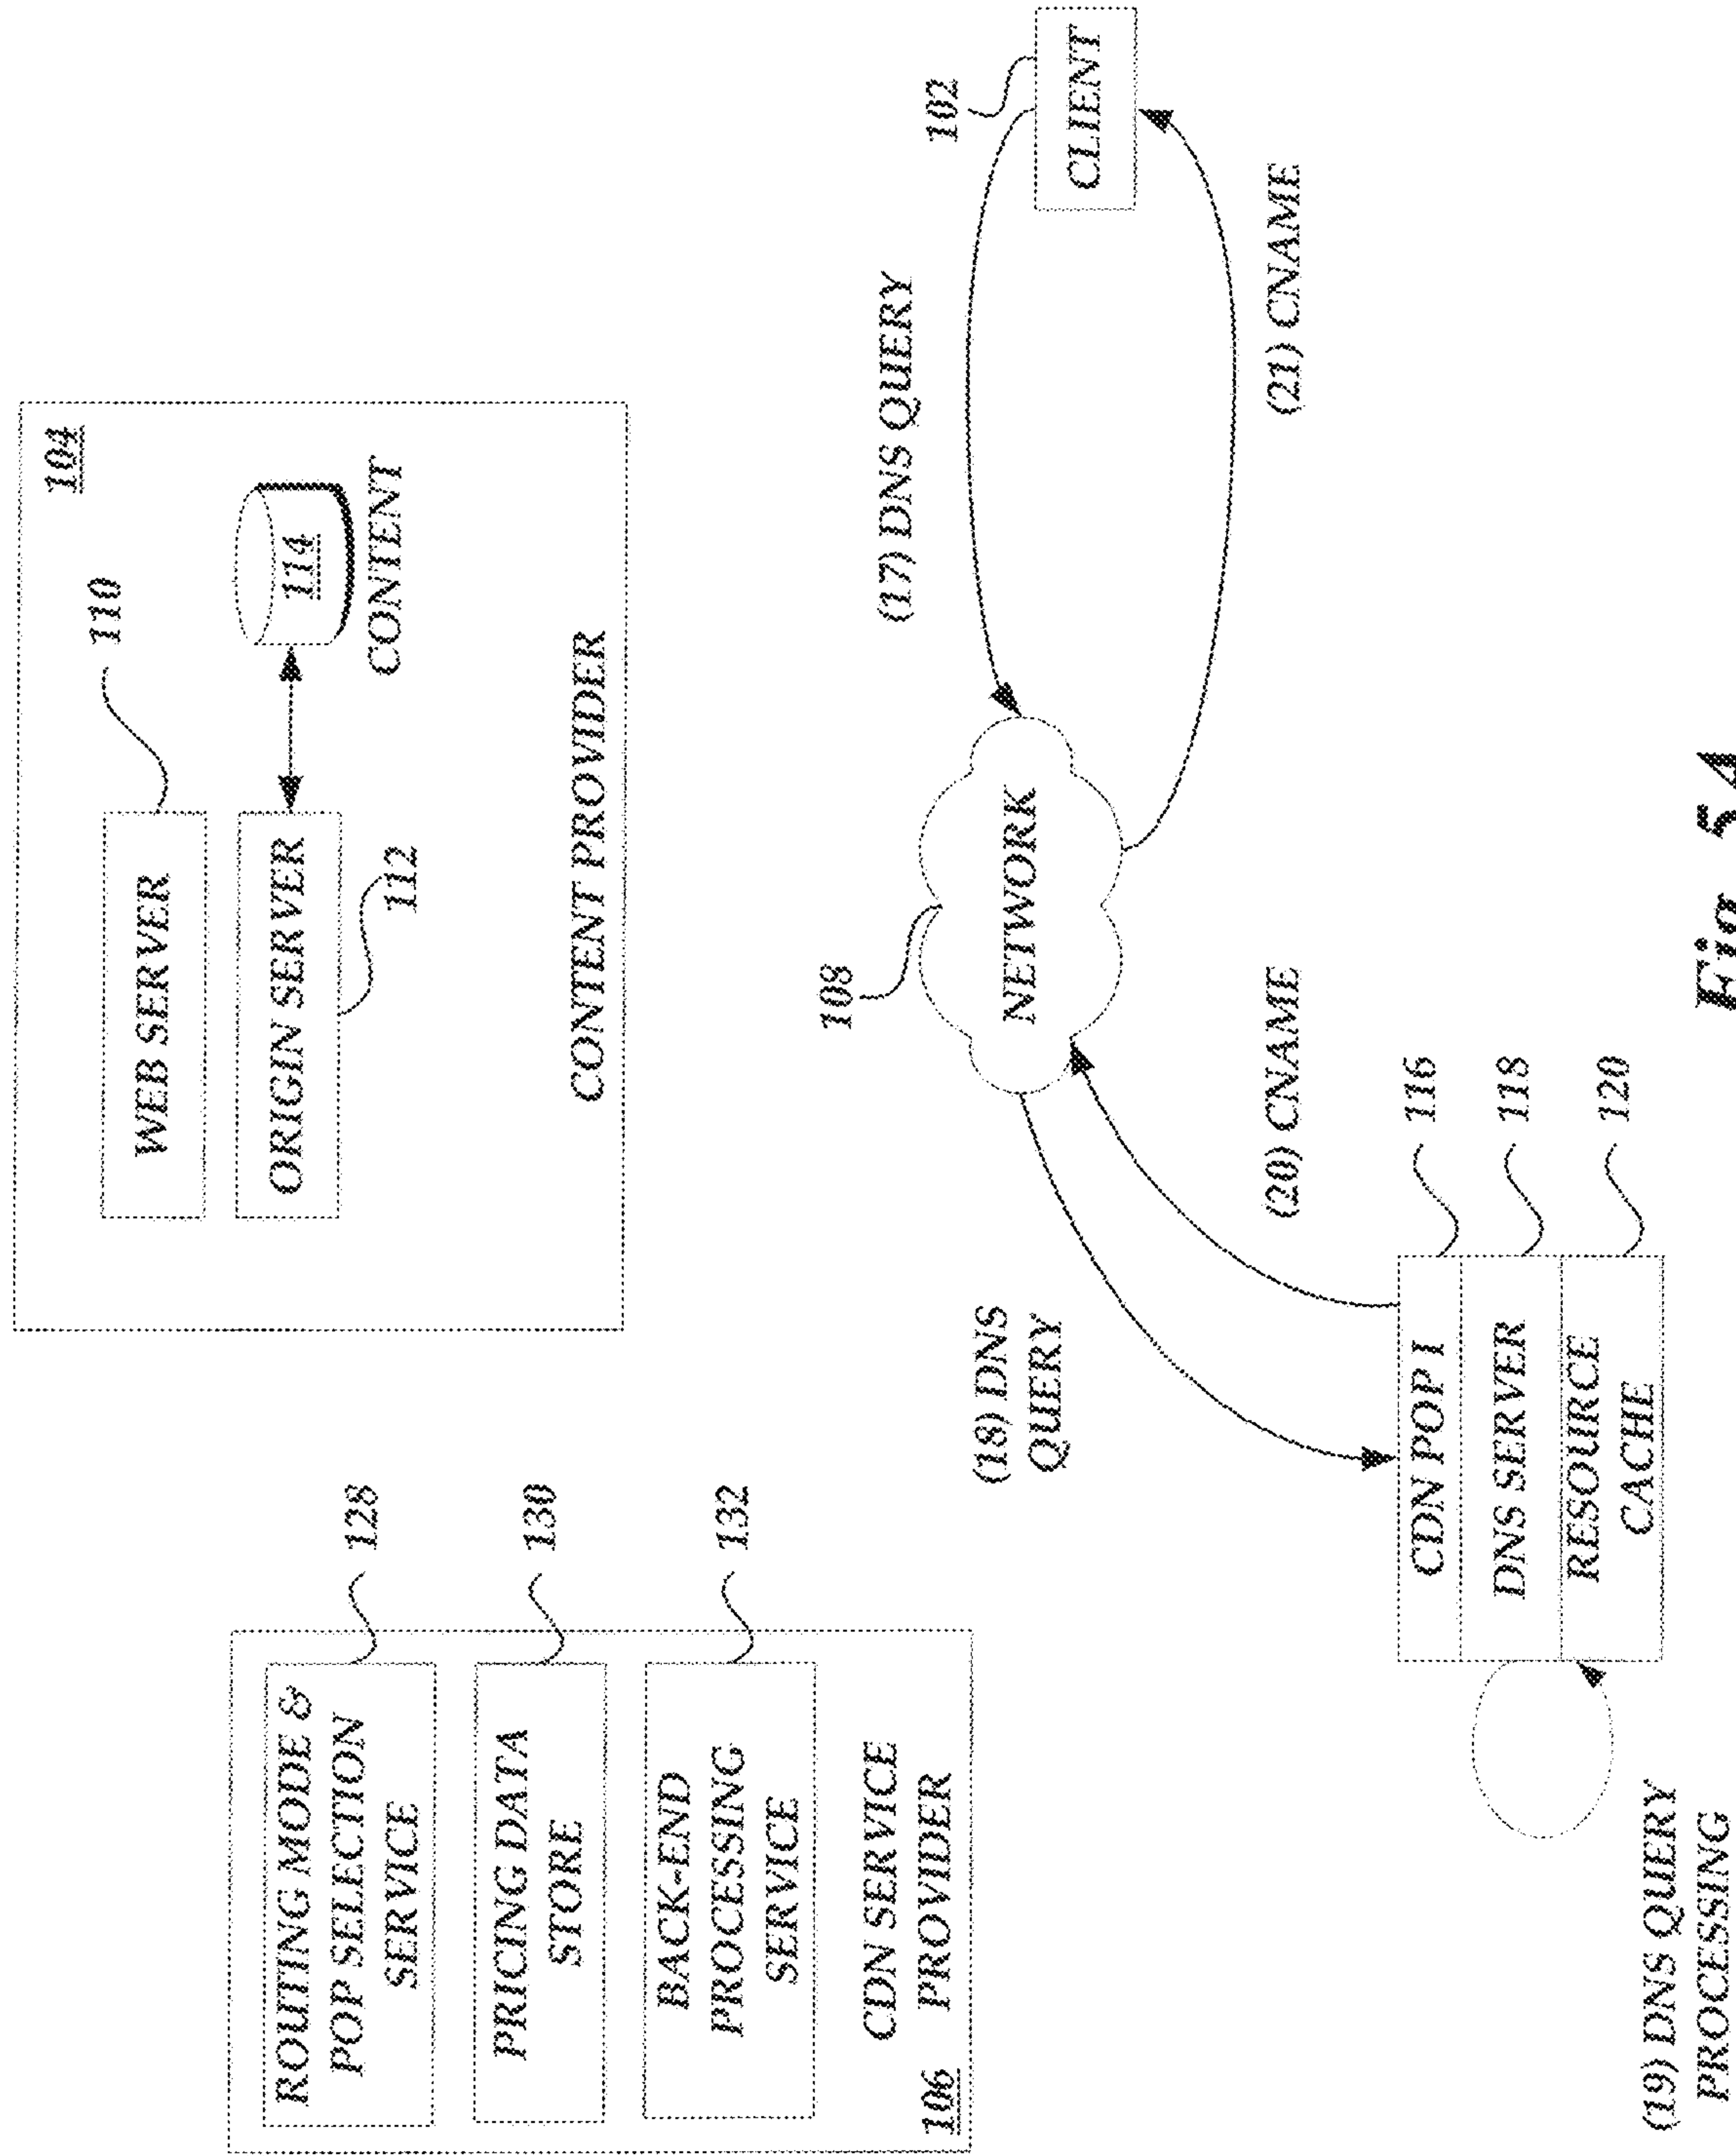 106
ROUTING MODE &
POP SELECTION
SERVICE
128
PRICING DATA
STORE
130
BACK-END
PROCESSING
SERVICE
132
CDN SERVICE
PROVIDER
104
WEB SERVER
110
ORIGIN SERVER
112
114
CONTENT
CONTENT PROVIDER
108
NETWORK
(17) DNS QUERY
102
CLIENT
(18) DNS
QUERY
(20) CNAME
(21) CNAME
CDN POP I
116
DNS SERVER
118
RESOURCE
CACHE
120
(19) DNS QUERY
PROCESSING
Fig. 5A